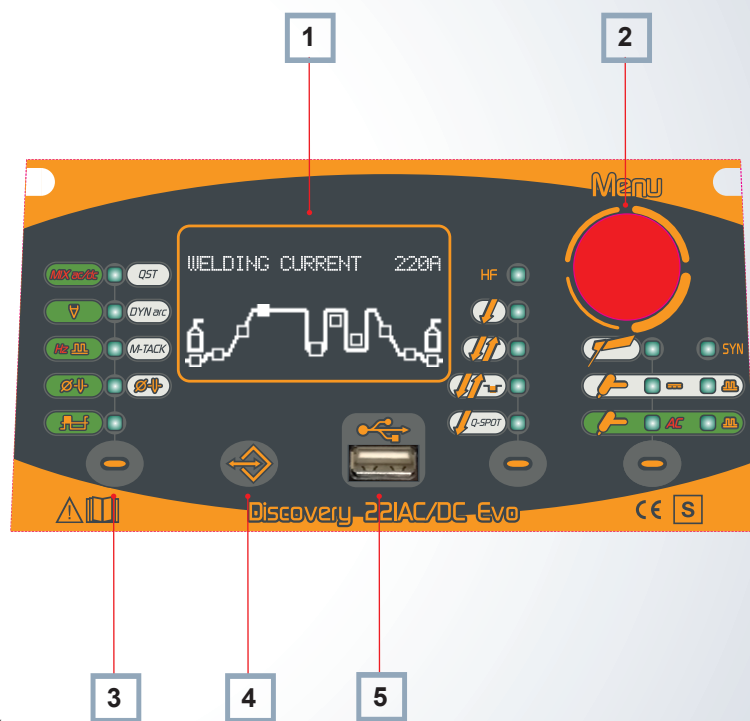 1
2
Menu
WELDING CURRENT 220A
MIX ac/dc
QST
HF
DYN arc
Hz
M-TACK
SYN
Q-SPOT
AC
Discovery 221AC/DC Evo
CE S
3
4
5